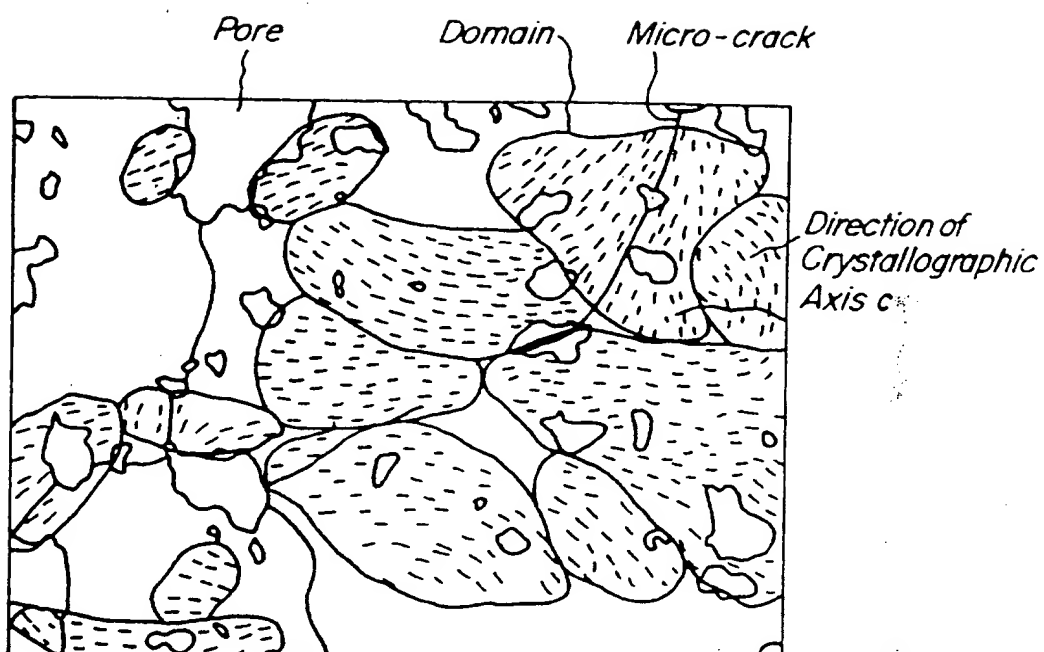 Pore
Domain
Micro-crack
Direction of
Crystallographic
Axis c